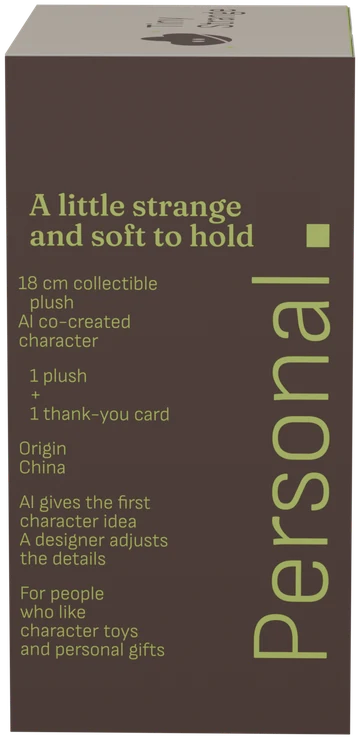 Tiny
Strange
A little strange
and soft to hold
18 cm collectible
plush
AI co-created
character
1 plush
+
1 thank-you card
Origin
China
AI gives the first
character idea
A designer adjusts
the details
For people
who like
character toys
and personal gifts
Personal